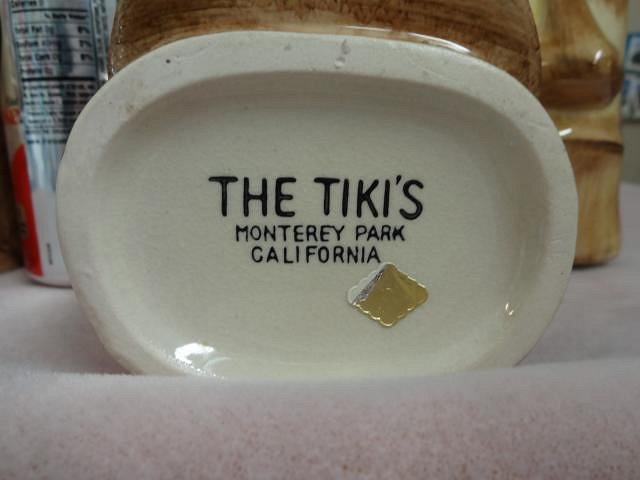 THE TIKI'S
MONTEREY PARK
CALIFORNIA